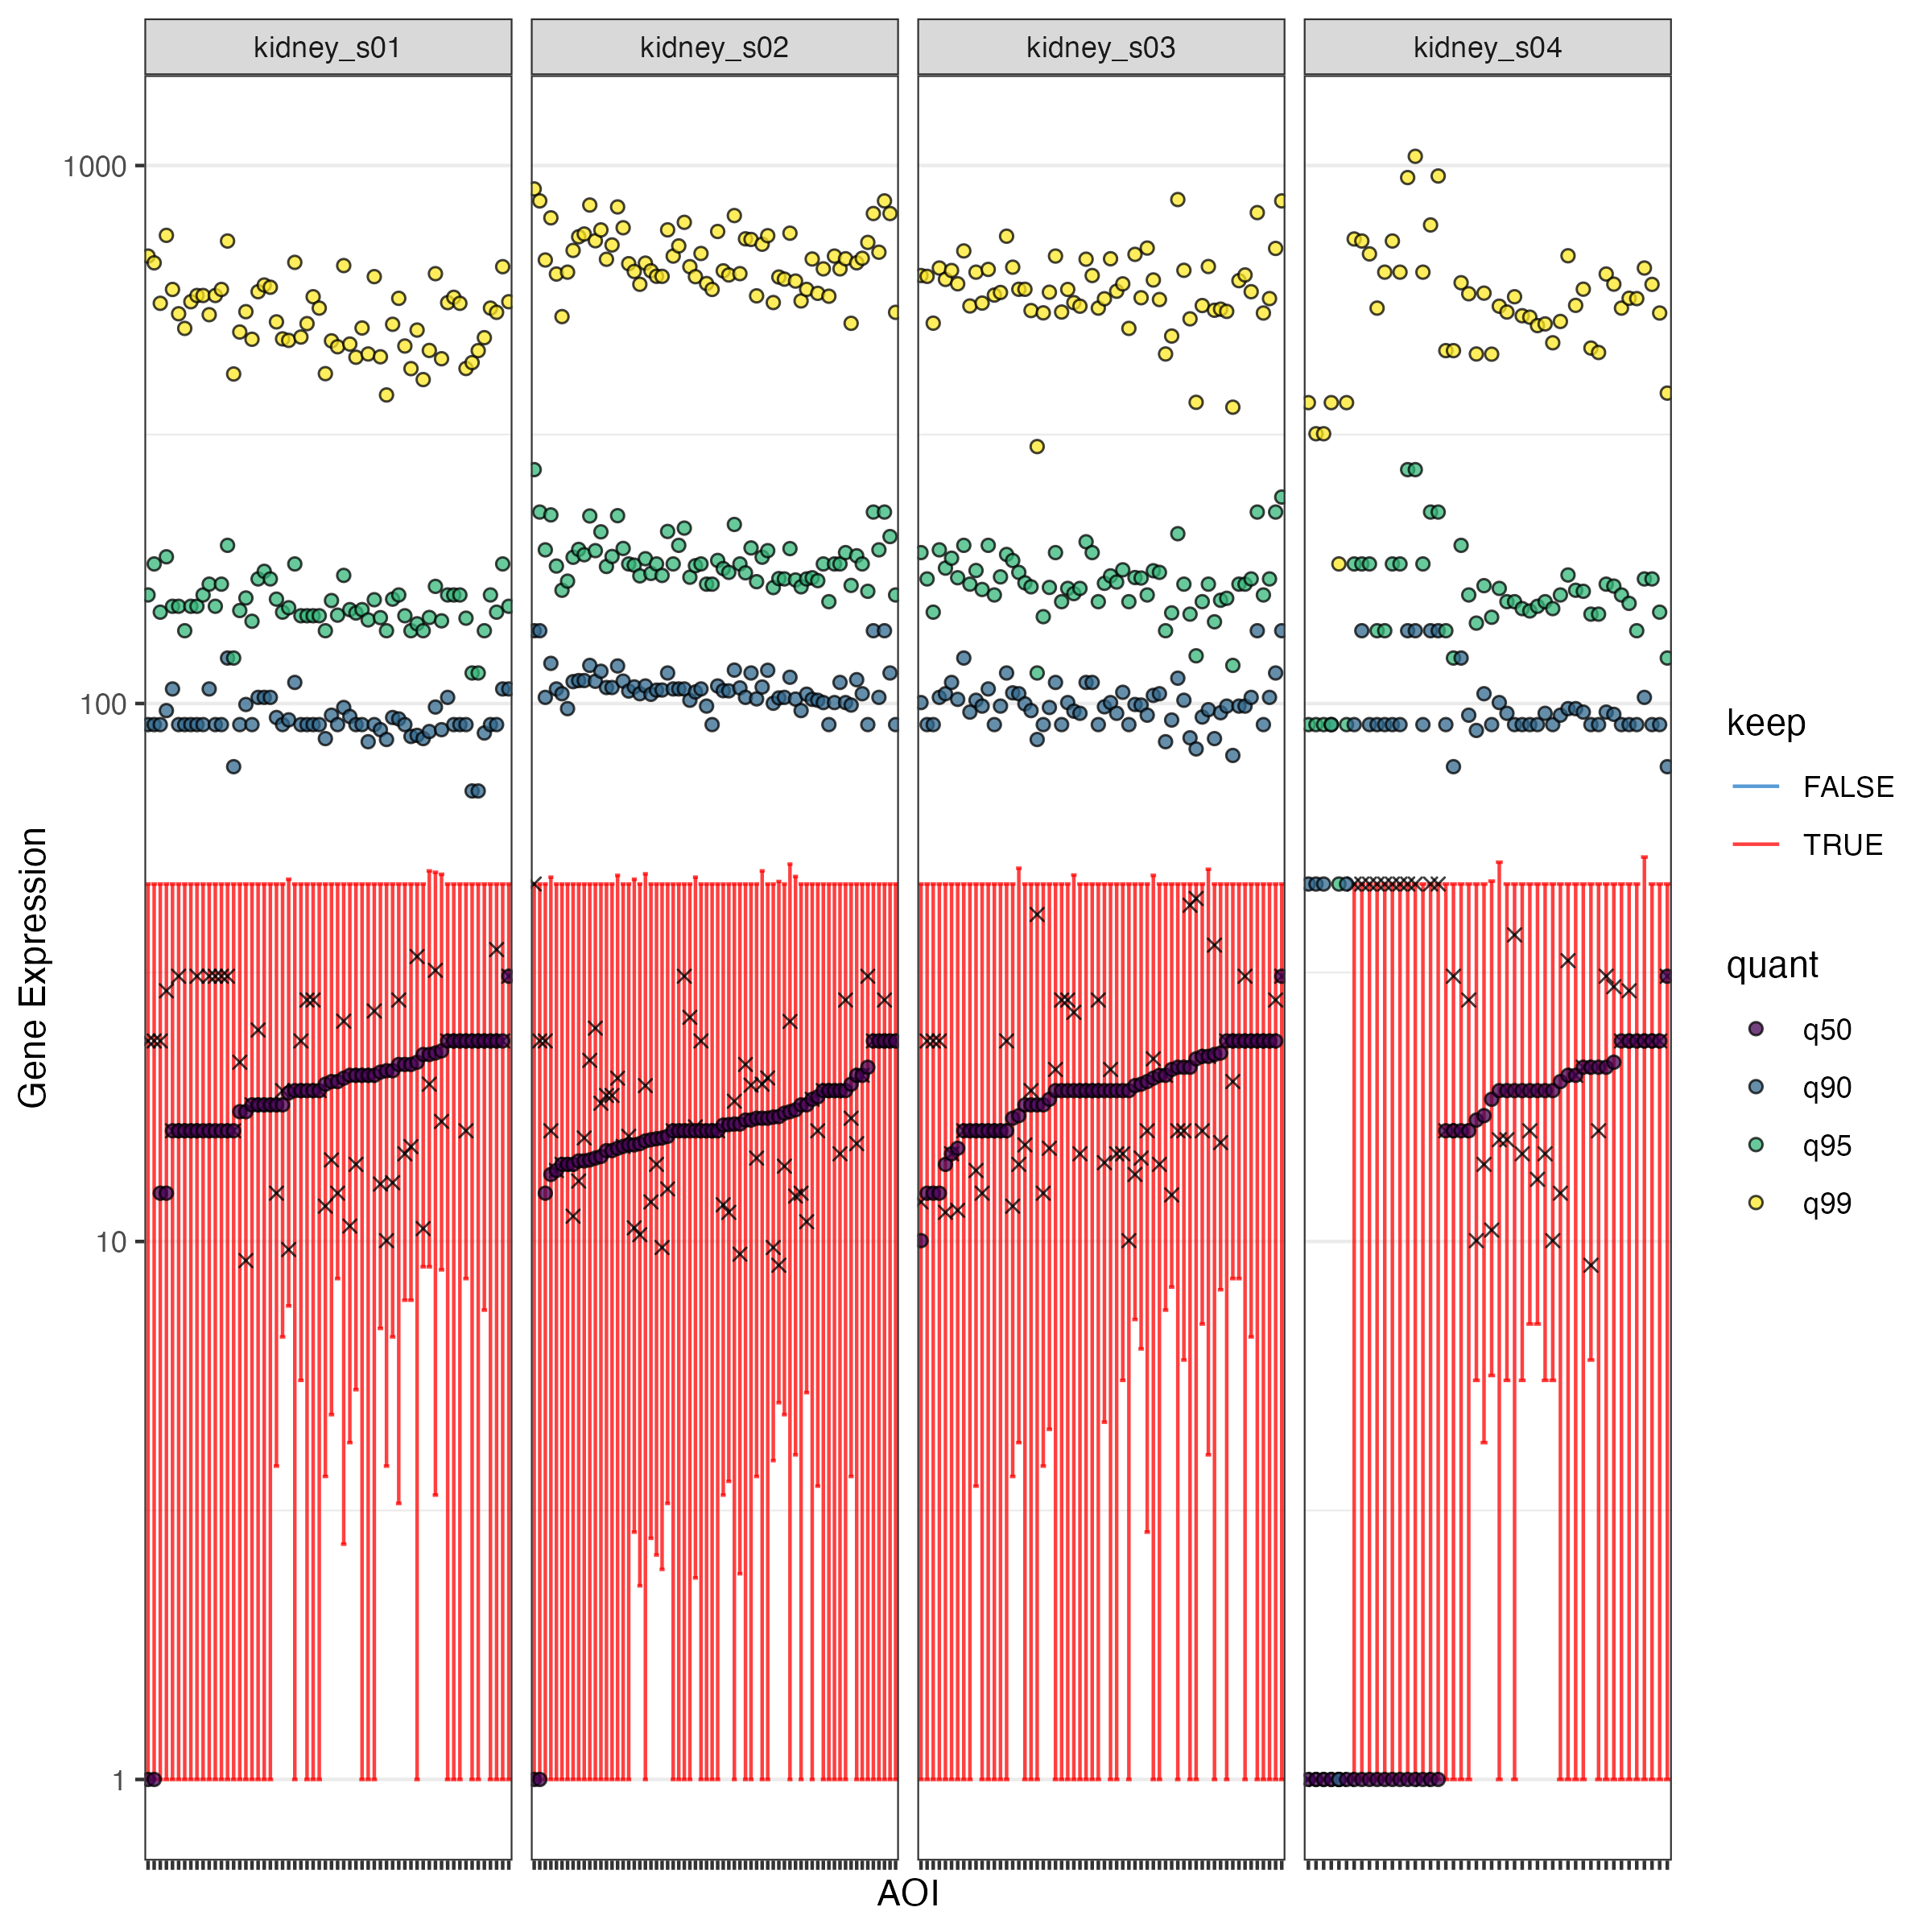 kidney_s01 kidney_s02 kidney_s03 kidney_s04
1000
100
10
1
Gene Expression
AOI
keep
FALSE
TRUE
quant
q50
q90
q95
q99